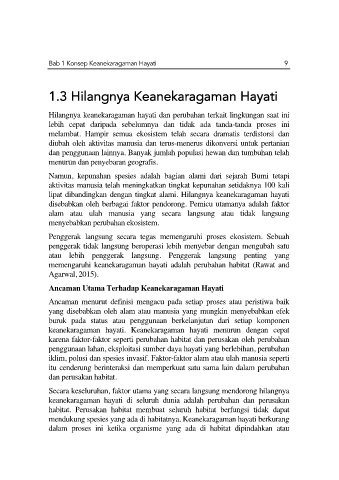 Bab 1 Konsep Keanekaragaman Hayati 9
1.3 Hilangnya Keanekaragaman Hayati
Hilangnya keanekaragaman hayati dan perubahan terkait lingkungan saat ini
lebih cepat daripada sebelumnya dan tidak ada tanda-tanda proses ini
melambat. Hampir semua ekosistem telah secara dramatis terdistorsi dan
diubah oleh aktivitas manusia dan terus-menerus dikonversi untuk pertanian
dan penggunaan lainnya. Banyak jumlah populasi hewan dan tumbuhan telah
menurun dan penyebaran geografis.
Namun, kepunahan spesies adalah bagian alami dari sejarah Bumi tetapi
aktivitas manusia telah meningkatkan tingkat kepunahan setidaknya 100 kali
lipat dibandingkan dengan tingkat alami. Hilangnya keanekaragaman hayati
disebabkan oleh berbagai faktor pendorong. Pemicu utamanya adalah faktor
alam atau ulah manusia yang secara langsung atau tidak langsung
menyebabkan perubahan ekosistem.
Penggerak langsung secara tegas memengaruhi proses ekosistem. Sebuah
penggerak tidak langsung beroperasi lebih menyebar dengan mengubah satu
atau lebih penggerak langsung. Penggerak langsung penting yang
memengaruhi keanekaragaman hayati adalah perubahan habitat (Rawat and
Agarwal, 2015).
Ancaman Utama Terhadap Keanekaragaman Hayati
Ancaman menurut definisi mengacu pada setiap proses atau peristiwa baik
yang disebabkan oleh alam atau manusia yang mungkin menyebabkan efek
buruk pada status atau penggunaan berkelanjutan dari setiap komponen
keanekaragaman hayati. Keanekaragaman hayati menurun dengan cepat
karena faktor-faktor seperti perubahan habitat dan perusakan oleh perubahan
penggunaan lahan, eksploitasi sumber daya hayati yang berlebihan, perubahan
iklim, polusi dan spesies invasif. Faktor-faktor alam atau ulah manusia seperti
itu cenderung berinteraksi dan memperkuat satu sama lain dalam perubahan
dan perusakan habitat.
Secara keseluruhan, faktor utama yang secara langsung mendorong hilangnya
keanekaragaman hayati di seluruh dunia adalah perubahan dan perusakan
habitat. Perusakan habitat membuat seluruh habitat berfungsi tidak dapat
mendukung spesies yang ada di habitatnya. Keanekaragaman hayati berkurang
dalam proses ini ketika organisme yang ada di habitat dipindahkan atau